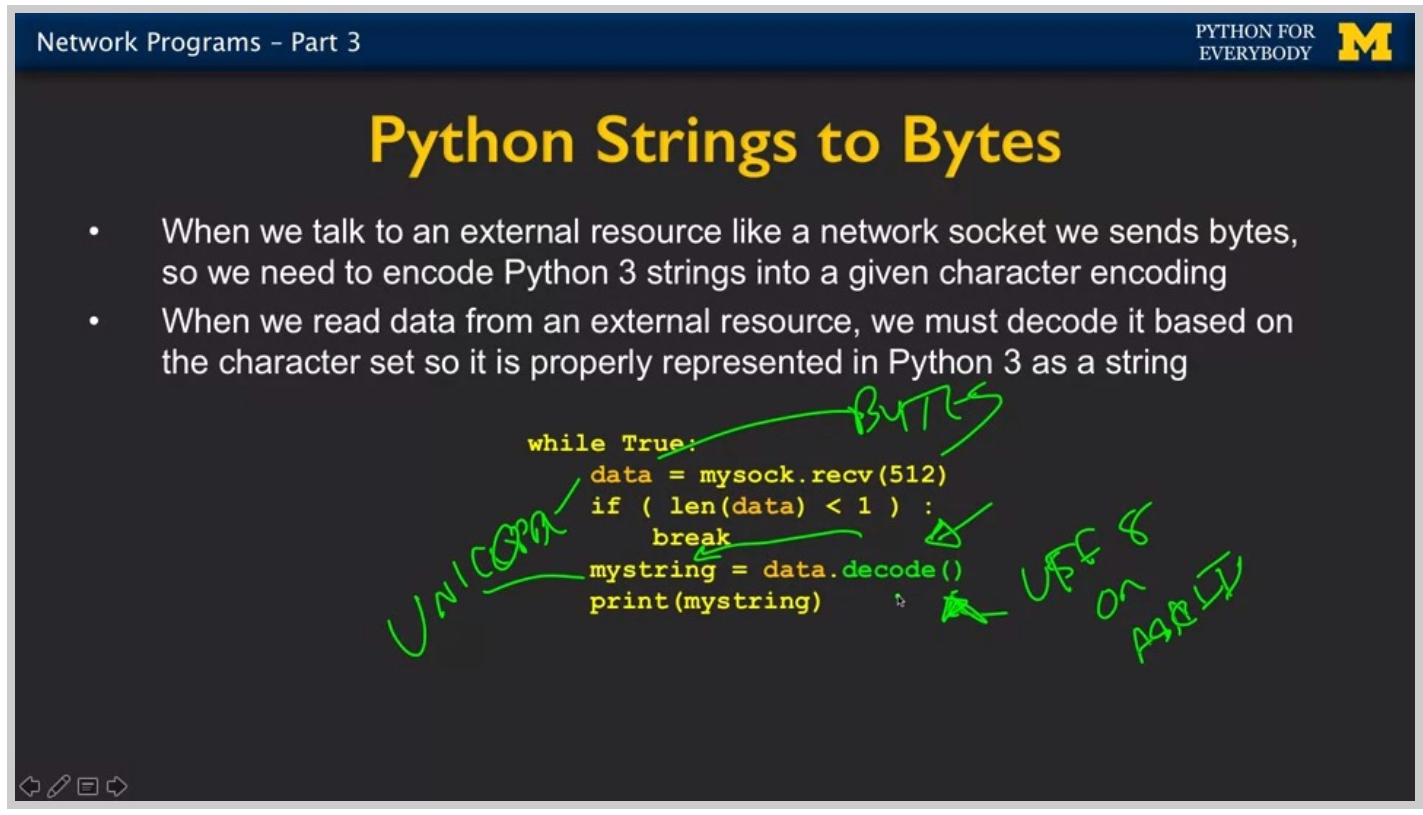 Network Programs – Part 3
PYTHON FOR
EVERYBODY
M
Python Strings to Bytes
• When we talk to an external resource like a network socket we sends bytes,
so we need to encode Python 3 strings into a given character encoding
• When we read data from an external resource, we must decode it based on
the character set so it is properly represented in Python 3 as a string
BYTES
while True:
data = mysock.recv(512)
if ( len(data) < 1 ) :
break
mystring = data.decode()
print(mystring)
8